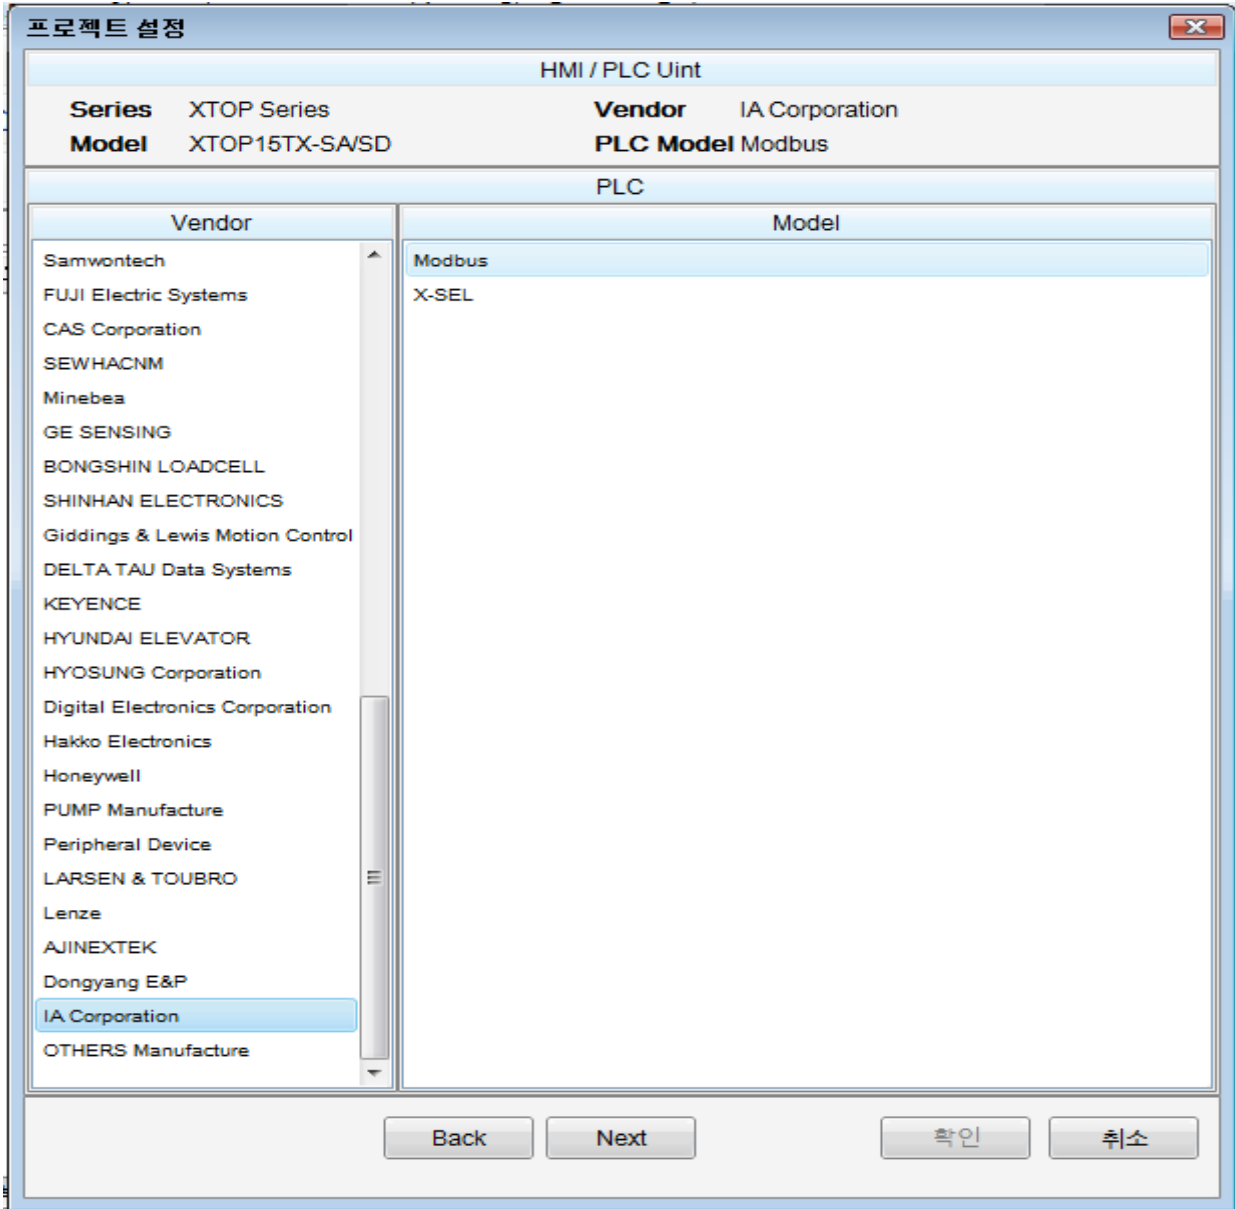 프로젝트 설정
HMI / PLC Uint
Series XTOP Series Vendor IA Corporation
Model XTOP15TX-SA/SD PLC Model Modbus
PLC
Vendor Model
Samwontech Modbus
FUJI Electric Systems X-SEL
CAS Corporation
SEWHACNM
Minebea
GE SENSING
BONGSHIN LOADCELL
SHINHAN ELECTRONICS
Giddings & Lewis Motion Control
DELTA TAU Data Systems
KEYENCE
HYUNDAI ELEVATOR
HYOSUNG Corporation
Digital Electronics Corporation
Hakko Electronics
Honeywell
PUMP Manufacture
Peripheral Device
LARSEN & TOUBRO
Lenze
AJINEXTEK
Dongyang E&P
IA Corporation
OTHERS Manufacture
Back Next 확인 취소